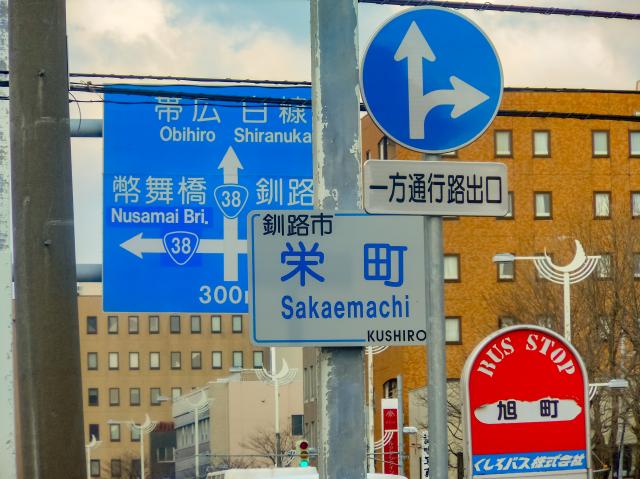 帯広 白糠
Obihiro Shiranuka
幣舞橋
38
釧路
Nusamai Bri.
38
300m
一方通行路出口
釧路市
栄町
Sakaemachi
KUSHIRO
BUS STOP
旭町
くしろバス株式会社